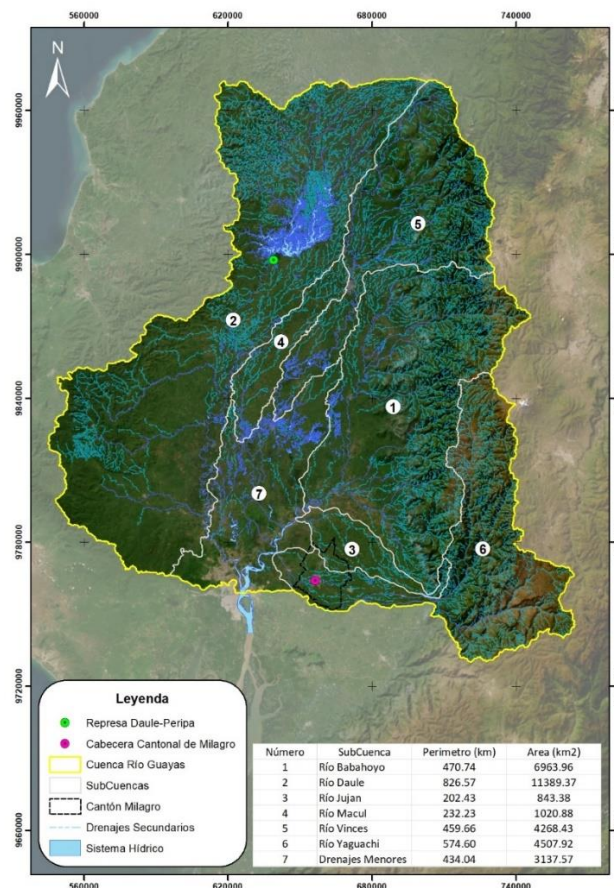 560000 620000 680000 740000
N
9960000
9900000
9840000
9780000
9720000
9660000
5
2
4
1
7
3
6
Leyenda
Represa Daule-Peripa
Cabecera Cantonal de Milagro
Cuenca Río Guayas
SubCuencas
Cantón Milagro
Drenajes Secundarios
Sistema Hídrico
Número SubCuenca Perimetro (km) Area (km2)
1 Río Babahoyo 470.74 6963.96
2 Río Daule 826.57 11389.37
3 Río Jujan 202.43 843.38
4 Río Macul 232.23 1020.88
5 Río Vinces 459.66 4268.43
6 Río Yaguachi 574.60 4507.92
7 Drenajes Menores 434.04 3137.57
560000 620000 680000 740000